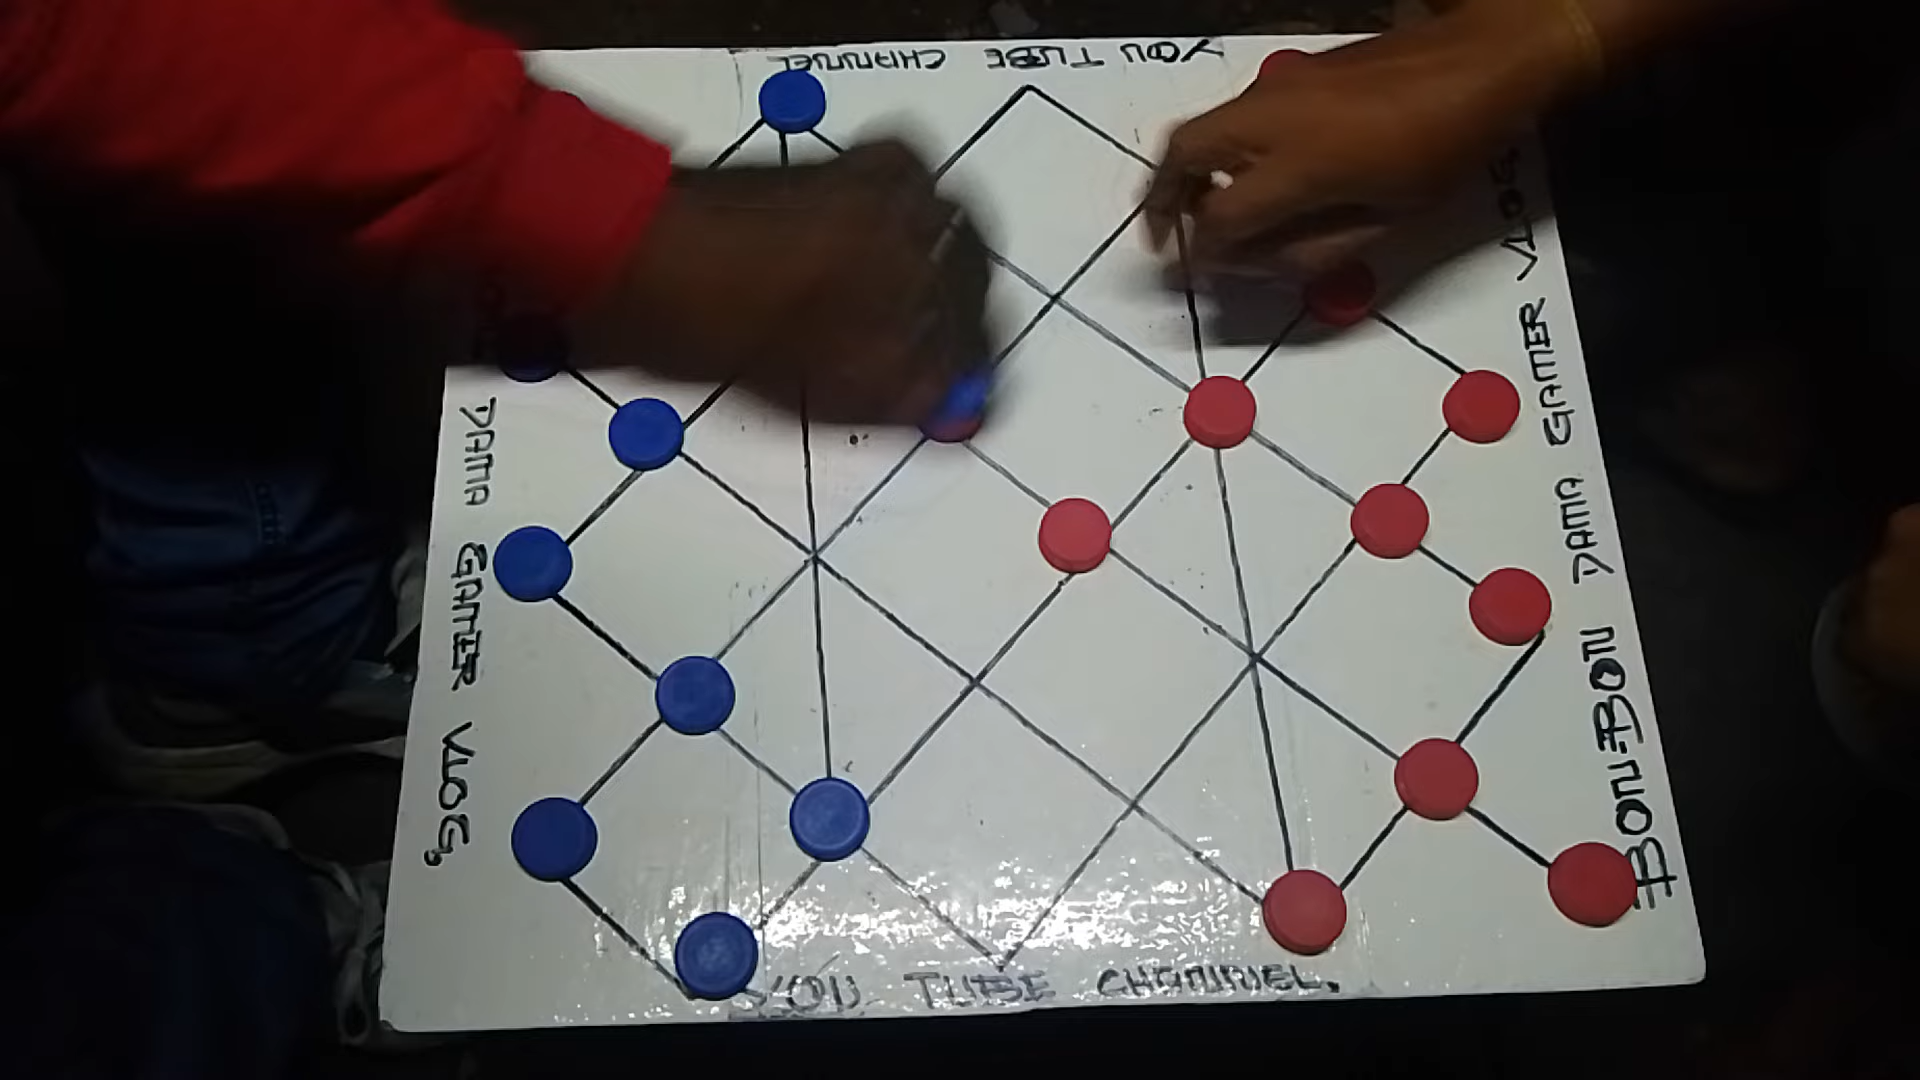 YOU TUBE CHANNEL
DAMA GAMER VLOG,
BON-BON DAMA GAMER VLOG
YOU TUBE CHANNEL.